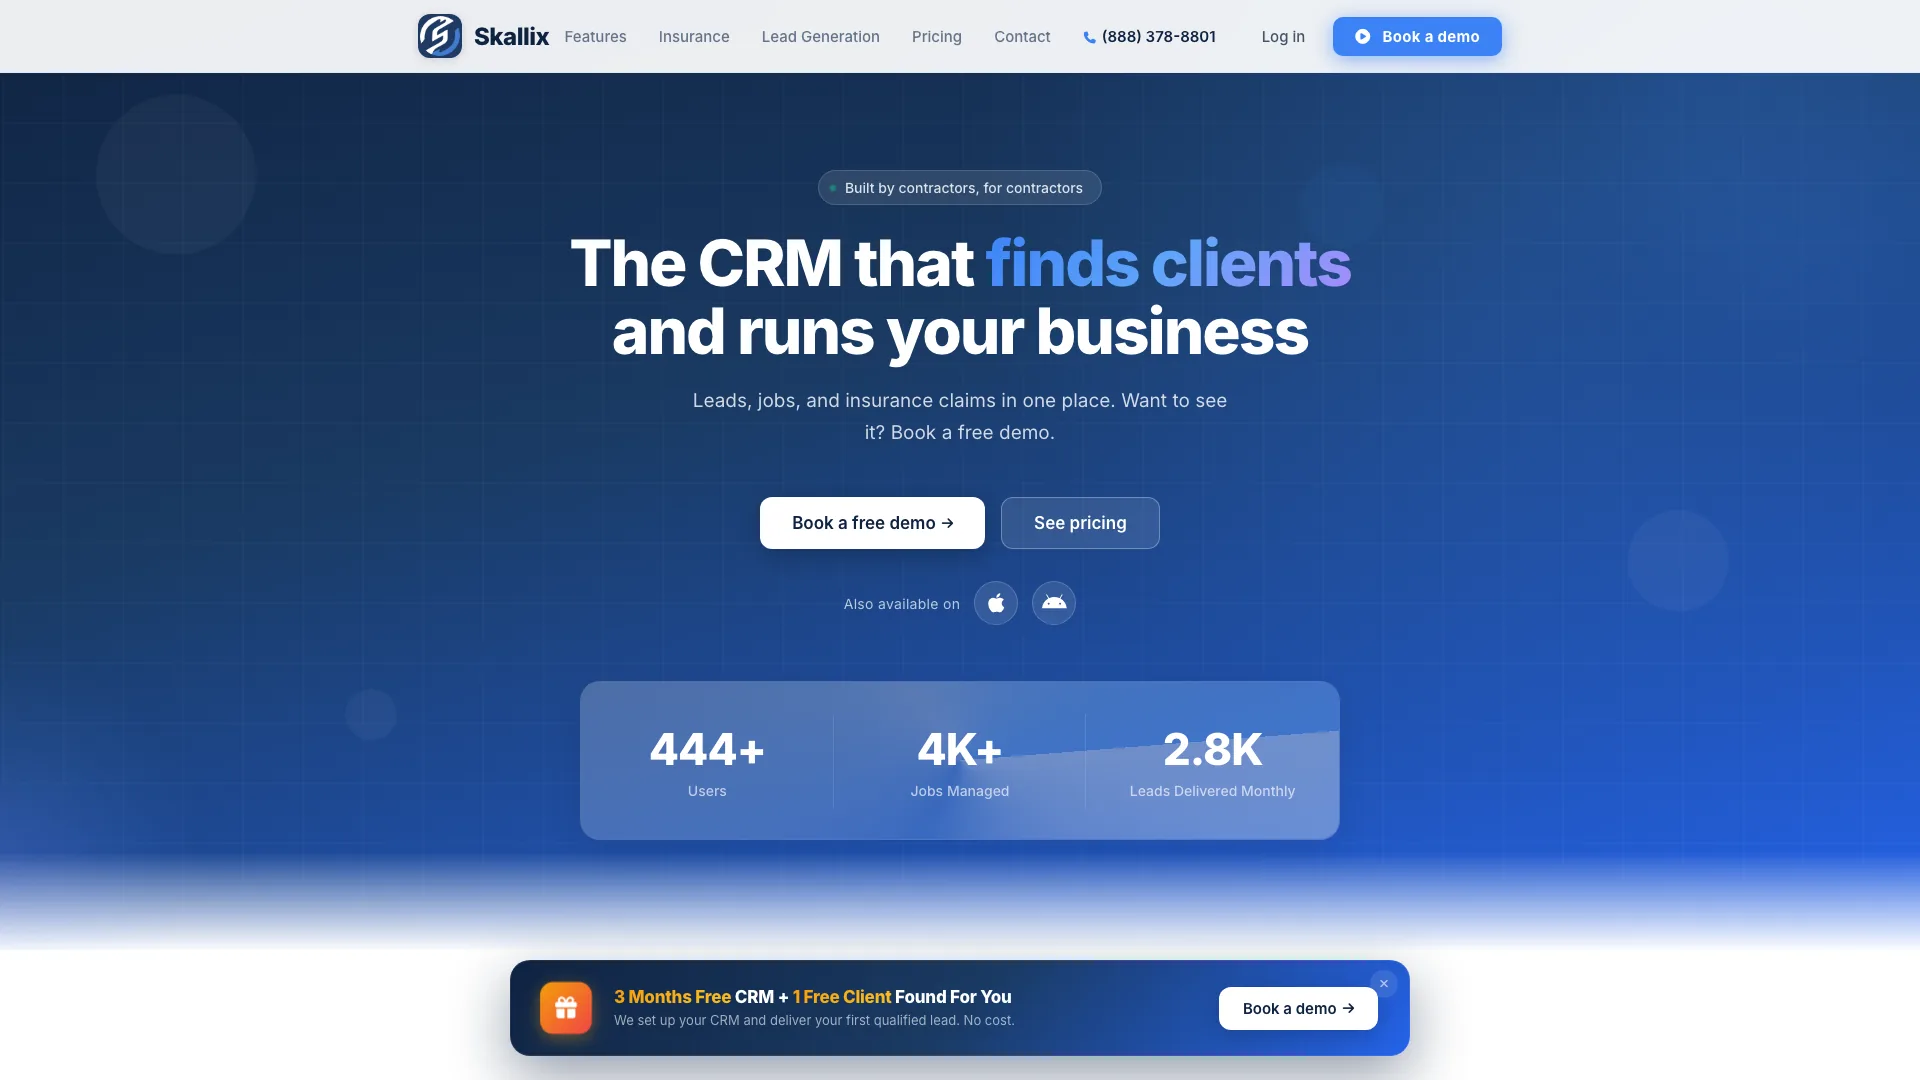 Skallix
Features
Insurance
Lead Generation
Pricing
Contact
(888) 378-8801
Log in
Book a demo
Built by contractors, for contractors
The CRM that finds clients
and runs your business
Leads, jobs, and insurance claims in one place. Want to see
it? Book a free demo.
Book a free demo →
See pricing
Also available on
444+
Users
4K+
Jobs Managed
2.8K
Leads Delivered Monthly
3 Months Free CRM + 1 Free Client Found For You
We set up your CRM and deliver your first qualified lead. No cost.
Book a demo →
×